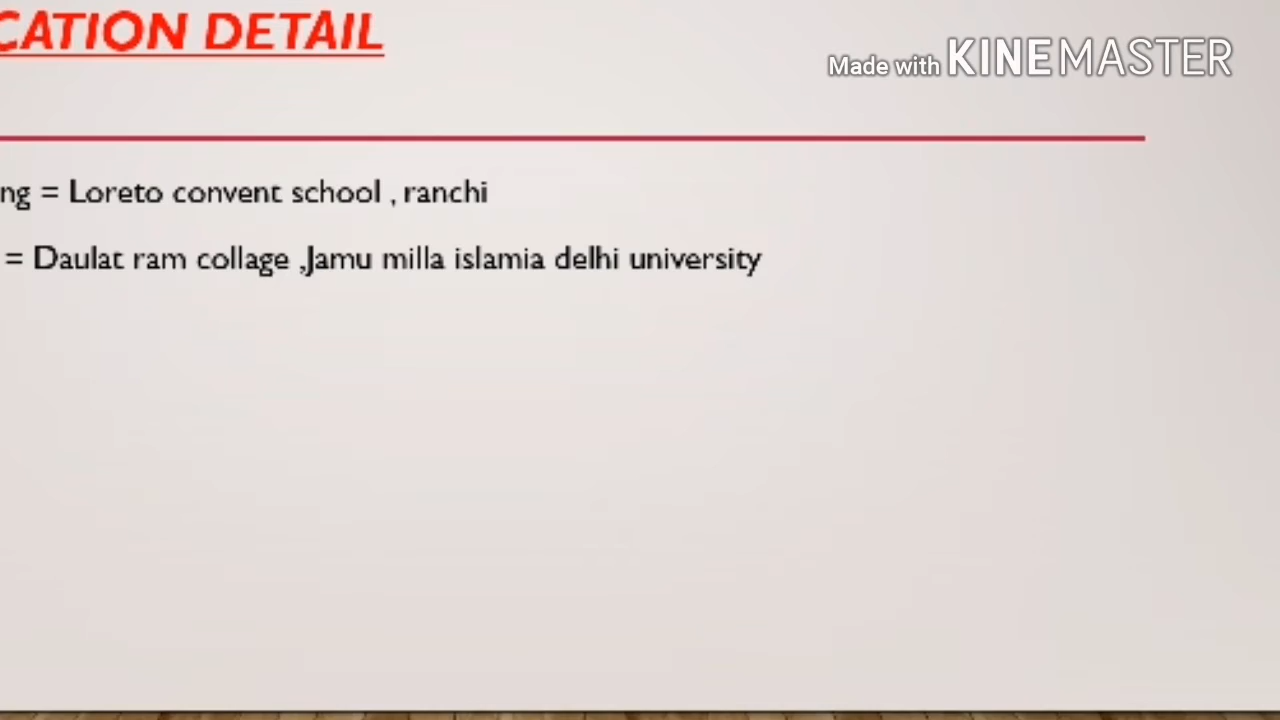 CATION DETAIL
Made with KINEMASTER
ng = Loreto convent school , ranchi
= Daulat ram collage ,Jamu milla islamia delhi university